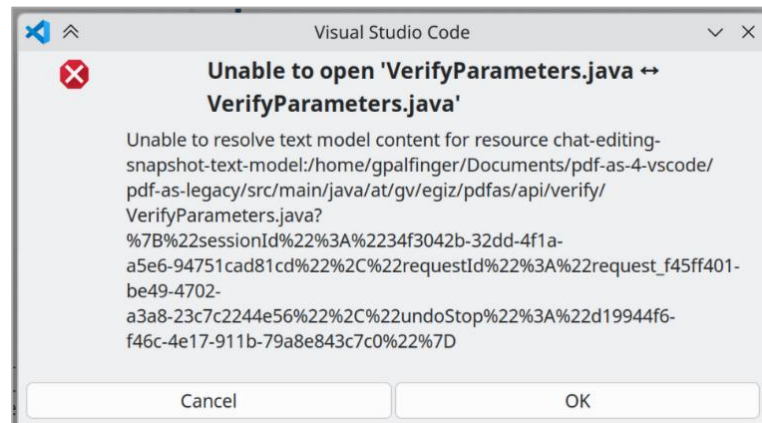 Visual Studio Code
Unable to open 'VerifyParameters.java ↔
VerifyParameters.java'
Unable to resolve text model content for resource chat-editing-
snapshot-text-model:/home/gpalfinger/Documents/pdf-as-4-vscode/
pdf-as-legacy/src/main/java/at/gv/egiz/pdfas/api/verify/
VerifyParameters.java?
%7B%22sessionId%22%3A%2234f3042b-32dd-4f1a-
a5e6-94751cad81cd%22%2C%22requestId%22%3A%22request_f45ff401-
be49-4702-
a3a8-23c7c2244e56%22%2C%22undoStop%22%3A%22d19944f6-
f46c-4e17-911b-79a8e843c7c0%22%7D
Cancel OK